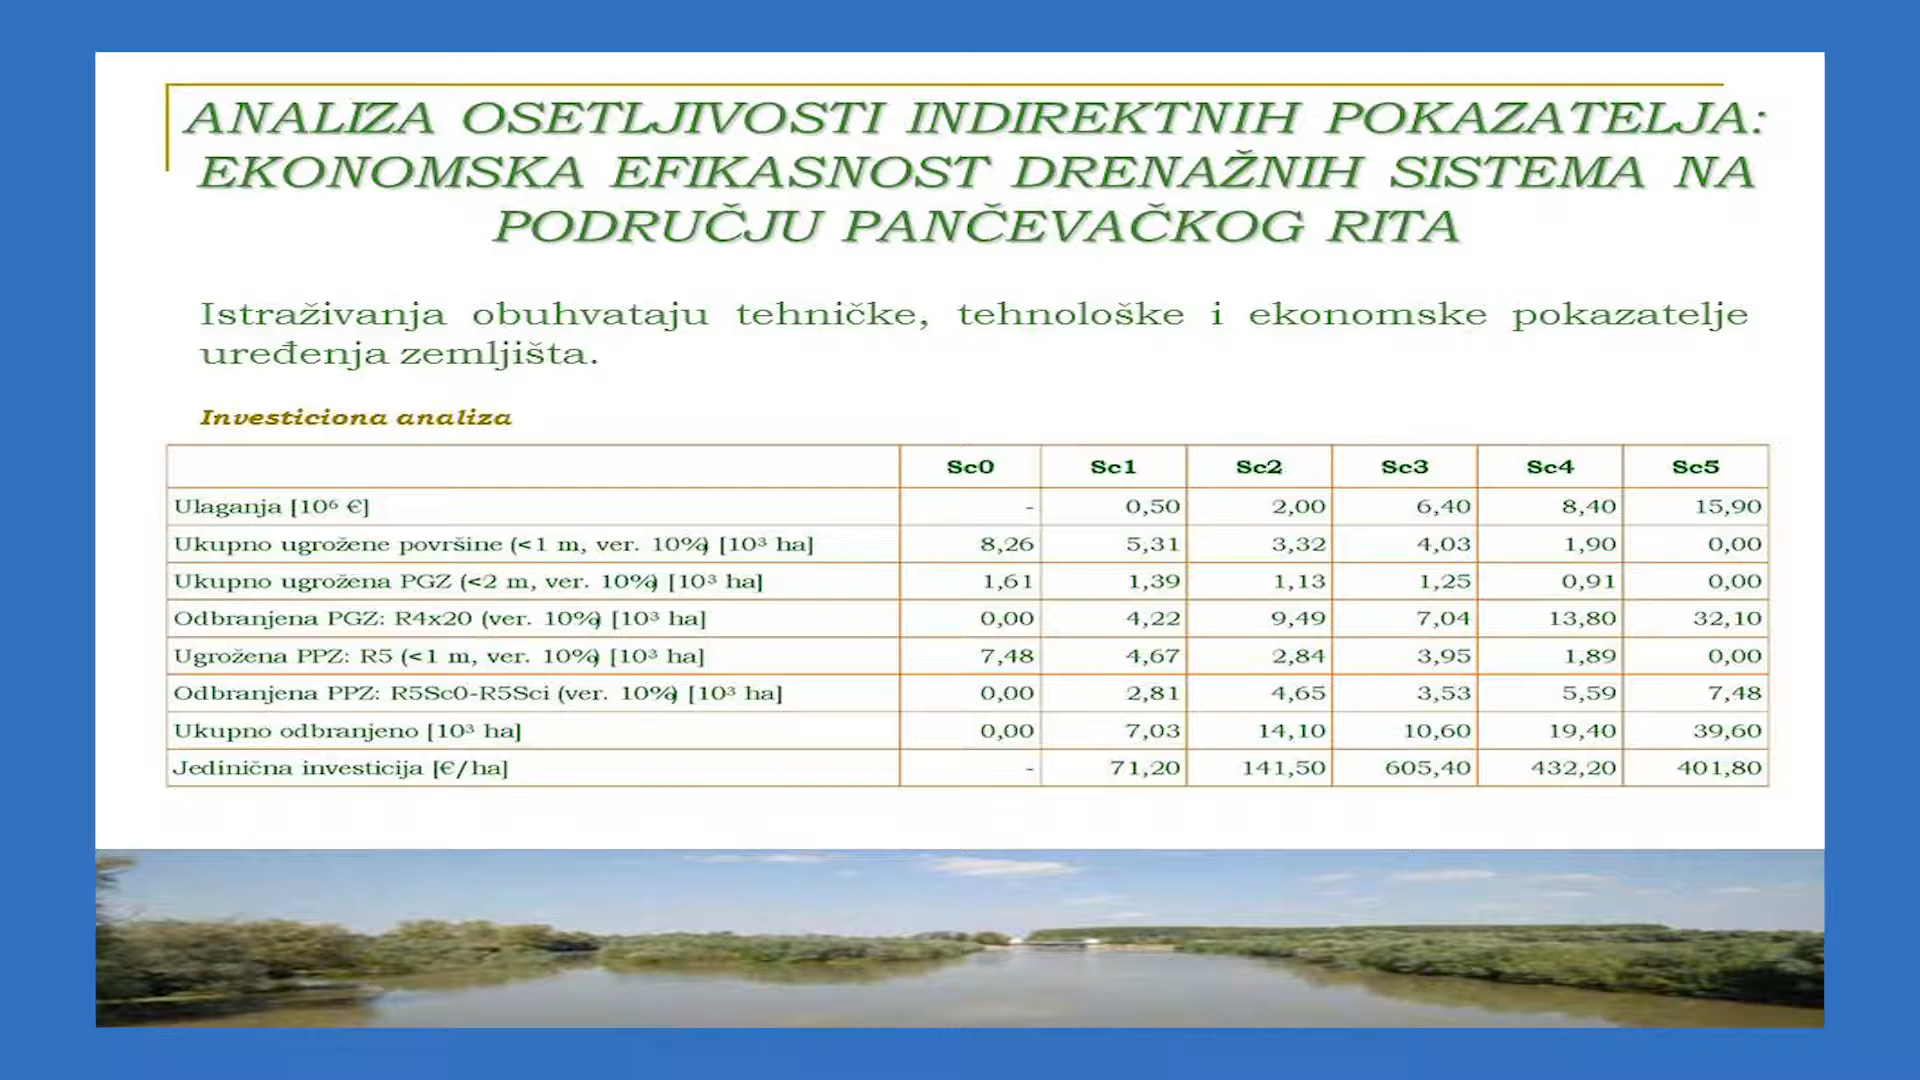 ANALIZA OSETLJIVOSTI INDIREKTNIH POKAZATELJA:
EKONOMSKA EFIKASNOST DRENAŽNIH SISTEMA NA
PODRUČJU PANČEVAČKOG RITA
Istraživanja obuhvataju tehničke, tehnološke i ekonomske pokazatelje
uređenja zemljišta.
Investiciona analiza
Sc0 Sc1 Sc2 Sc3 Sc4 Sc5
Ulaganja [10⁶ €] - 0,50 2,00 6,40 8,40 15,90
Ukupno ugrožene površine (<1 m, ver. 10%) [10³ ha] 8,26 5,31 3,32 4,03 1,90 0,00
Ukupno ugrožena PGZ (<2 m, ver. 10%) [10³ ha] 1,61 1,39 1,13 1,25 0,91 0,00
Odbranjena PGZ: R4x20 (ver. 10%) [10³ ha] 0,00 4,22 9,49 7,04 13,80 32,10
Ugrožena PPZ: R5 (<1 m, ver. 10%) [10³ ha] 7,48 4,67 2,84 3,95 1,89 0,00
Odbranjena PPZ: R5Sc0-R5Sci (ver. 10%) [10³ ha] 0,00 2,81 4,65 3,53 5,59 7,48
Ukupno odbranjeno [10³ ha] 0,00 7,03 14,10 10,60 19,40 39,60
Jedinična investicija [€/ha] - 71,20 141,50 605,40 432,20 401,80